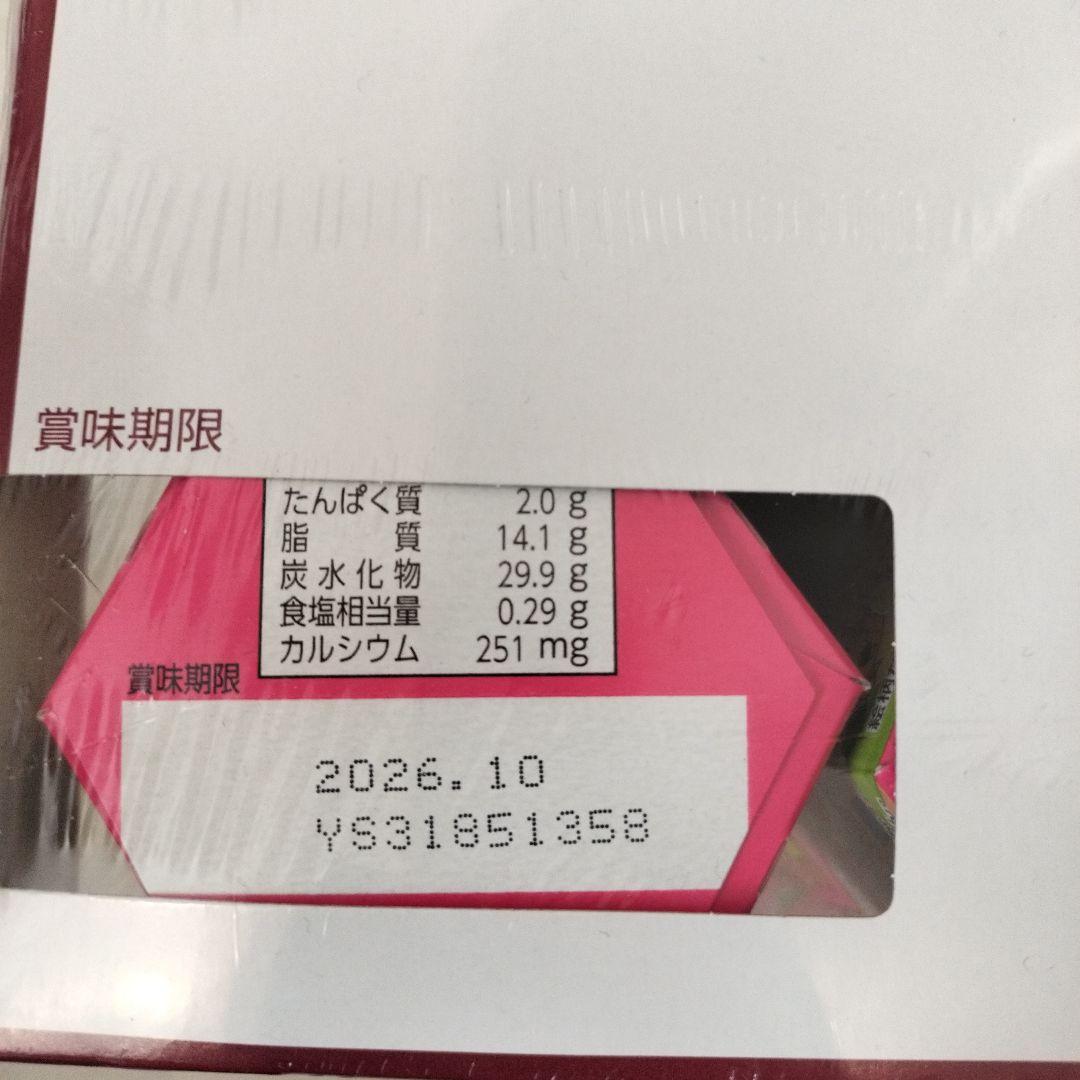 賞味期限
たんぱく質 2.0 g
脂質 14.1 g
炭水化物 29.9 g
食塩相当量 0.29 g
カルシウム 251 mg
賞味期限
2026.10
YS31851358
絵柄